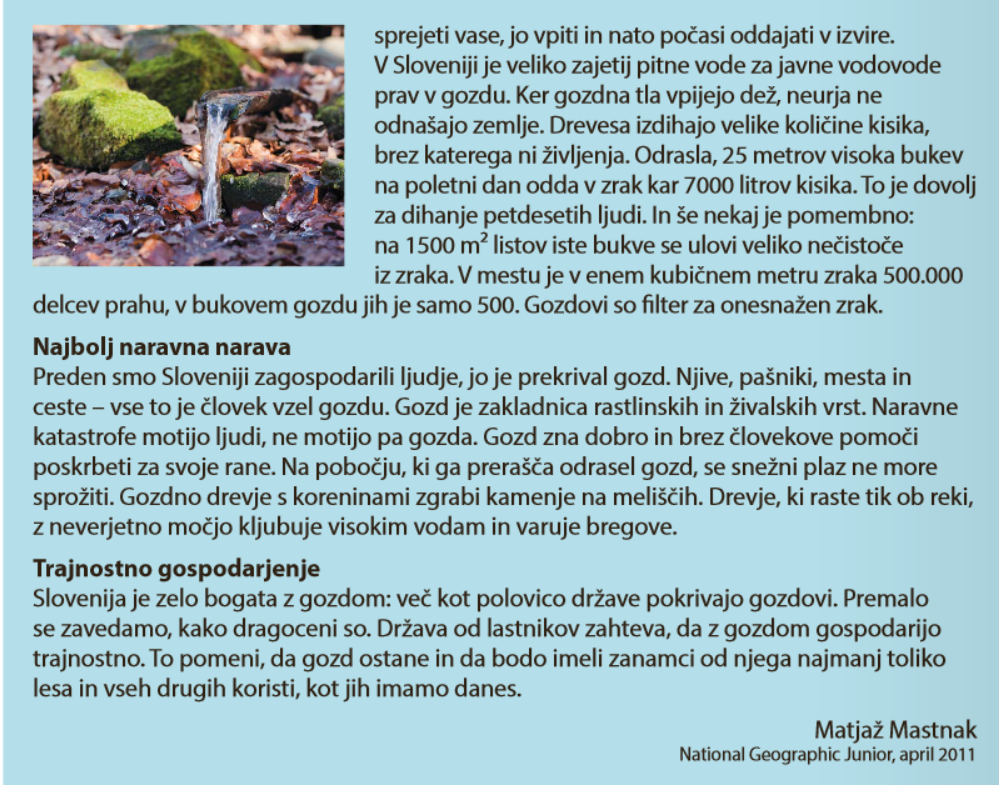 sprejeti vase, jo vpiti in nato počasi oddajati v izvire.
V Sloveniji je veliko zajetij pitne vode za javne vodovode
prav v gozdu. Ker gozdna tla vpijejo dež, neurja ne
odnašajo zemlje. Drevesa izdihajo velike količine kisika,
brez katerega ni življenja. Odrasla, 25 metrov visoka bukev
na poletni dan odda v zrak kar 7000 litrov kisika. To je dovolj
za dihanje petdesetih ljudi. In še nekaj je pomembno:
na 1500 m² listov iste bukve se ulovi veliko nečistoče
iz zraka. V mestu je v enem kubičnem metru zraka 500.000
delcev prahu, v bukovem gozdu jih je samo 500. Gozdovi so filter za onesnažen zrak.
Najbolj naravna narava
Preden smo Sloveniji zagospodarili ljudje, jo je prekrival gozd. Njive, pašniki, mesta in
ceste – vse to je človek vzel gozdu. Gozd je zakladnica rastlinskih in živalskih vrst. Naravne
katastrofe motijo ljudi, ne motijo pa gozda. Gozd zna dobro in brez človekove pomoči
poskrbeti za svoje rane. Na pobočju, ki ga prerašča odrasel gozd, se snežni plaz ne more
sprožiti. Gozdno drevje s koreninami zgrabi kamenje na meliščih. Drevje, ki raste tik ob reki,
z neverjetno močjo kljubuje visokim vodam in varuje bregove.
Trajnostno gospodarjenje
Slovenija je zelo bogata z gozdom: več kot polovico države pokrivajo gozdovi. Premalo
se zavedamo, kako dragoceni so. Država od lastnikov zahteva, da z gozdom gospodarijo
trajnostno. To pomeni, da gozd ostane in da bodo imeli zanamci od njega najmanj toliko
lesa in vseh drugih koristi, kot jih imamo danes.
Matjaž Mastnak
National Geographic Junior, april 2011